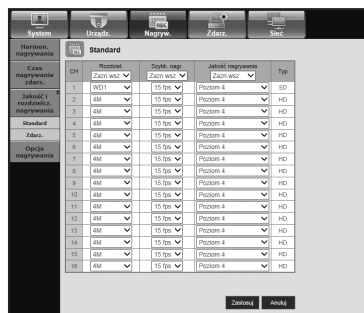 System Urządz. Nagryw. Zdarz. Sieć
REC
Harmon.
nagrywania
Czas
nagrywania
zdarz.
Jakość i
rozdzielcz.
nagrywania
Standard
Zdarz.
Opcja
nagrywania
Standard
CH Rozdziel. Szybk. nagr. Jakość nagrywania Typ
Zazn.wsz Zazn.wsz Zazn.wsz
1 WD1 15 fps Poziom 4 SD
2 4M 15 fps Poziom 4 HD
3 4M 15 fps Poziom 4 HD
4 4M 15 fps Poziom 4 HD
5 4M 15 fps Poziom 4 HD
6 4M 15 fps Poziom 4 HD
7 4M 15 fps Poziom 4 HD
8 4M 15 fps Poziom 4 HD
9 4M 15 fps Poziom 4 HD
10 4M 15 fps Poziom 4 HD
11 4M 15 fps Poziom 4 HD
12 4M 15 fps Poziom 4 HD
13 4M 15 fps Poziom 4 HD
14 4M 15 fps Poziom 4 HD
15 4M 15 fps Poziom 4 HD
16 4M 15 fps Poziom 4 HD
Zastosuj Anuluj